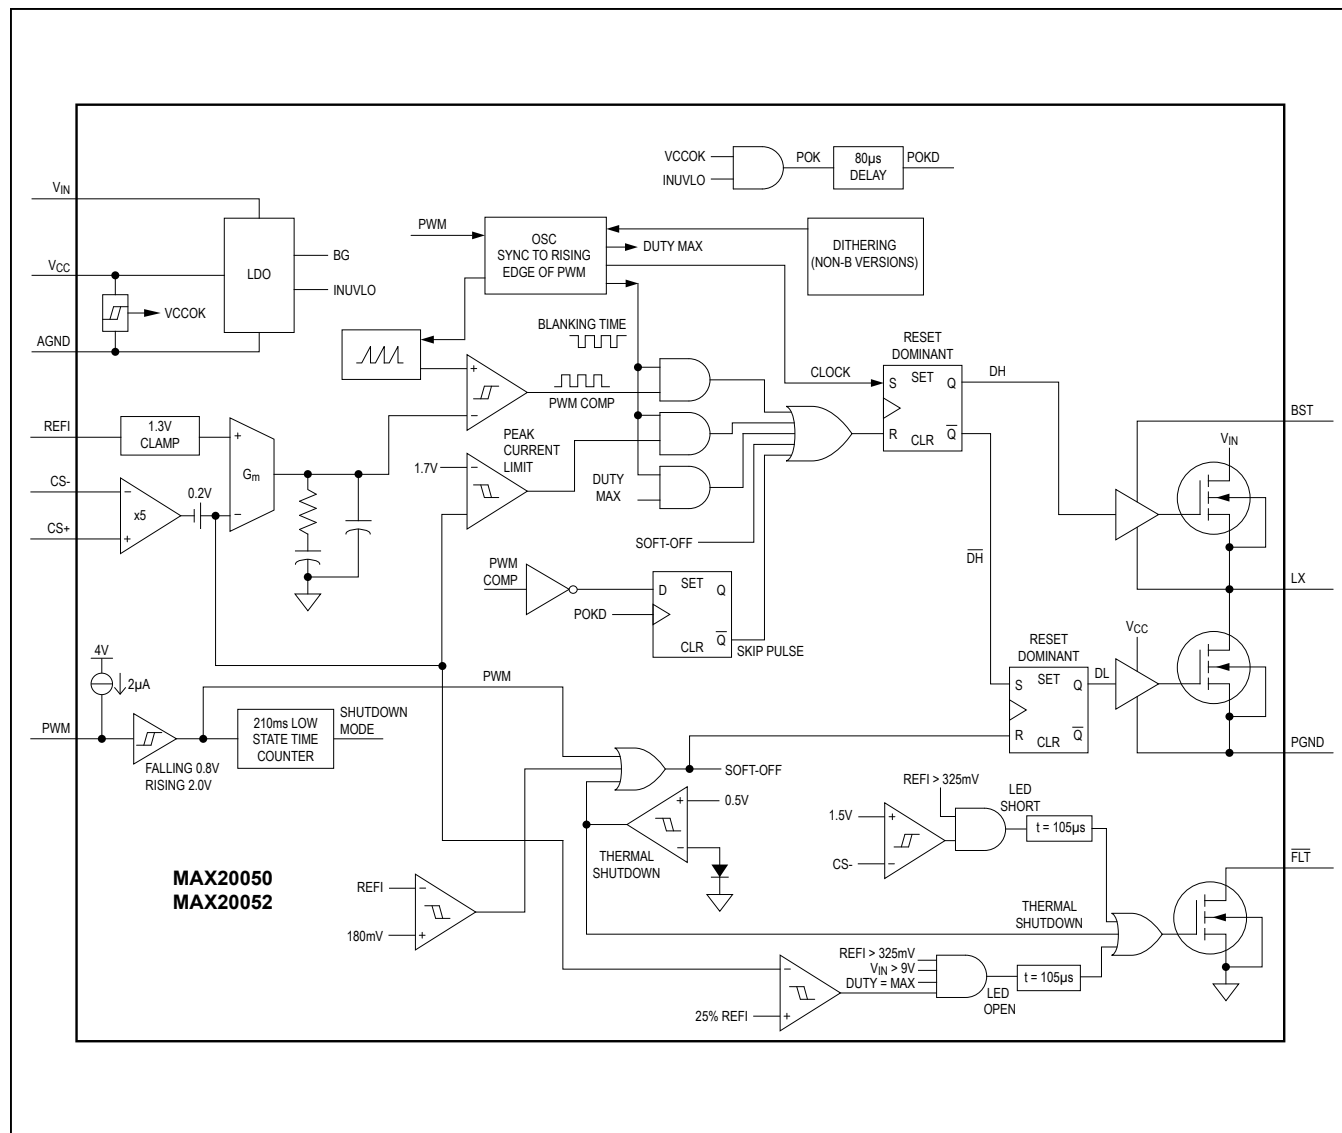 VCCOK
INUVLO
POK
80µs
DELAY
POKD
VIN
LDO
BG
INUVLO
VCC
VCCOK
AGND
PWM
OSC
SYNC TO RISING
EDGE OF PWM
DUTY MAX
DITHERING
(NON-B VERSIONS)
BLANKING TIME
+
−
PWM COMP
CLOCK
RESET
DOMINANT
S
SET
Q
R
CLR
Q
DH
REFI
1.3V
CLAMP
+
Gm
−
CS-
−
x5
CS+
+
0.2V
PEAK
CURRENT
LIMIT
1.7V
−
+
DUTY
MAX
SOFT-OFF
BST
VIN
LX
DH
PWM
COMP
POKD
D
SET
Q
CLR
Q
SKIP PULSE
4V
2µA
PWM
FALLING 0.8V
RISING 2.0V
210ms LOW
STATE TIME
COUNTER
SHUTDOWN
MODE
PWM
RESET
DOMINANT
S
SET
Q
R
CLR
Q
DL
VCC
PGND
SOFT-OFF
+
0.5V
−
THERMAL
SHUTDOWN
REFI
−
180mV
+
REFI > 325mV
LED
SHORT
1.5V
+
CS-
−
t = 105µs
FLT
THERMAL
SHUTDOWN
REFI > 325mV
VIN > 9V
DUTY = MAX
LED
OPEN
t = 105µs
−
25% REFI
+
MAX20050
MAX20052